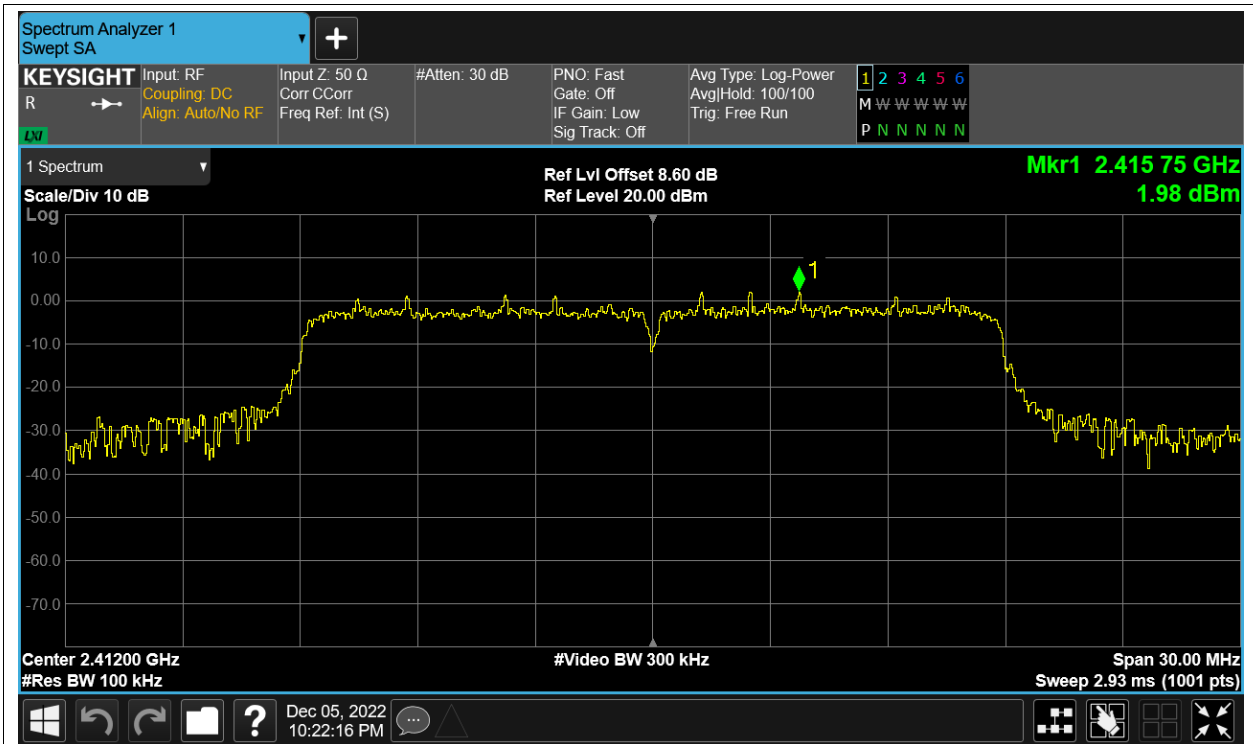 Spectrum Analyzer 1
Swept SA
+
KEYSIGHT
R
LXI
Input: RF
Coupling: DC
Align: Auto/No RF
Input Z: 50 Ω
Corr CCorr
Freq Ref: Int (S)
#Atten: 30 dB
PNO: Fast
Gate: Off
IF Gain: Low
Sig Track: Off
Avg Type: Log-Power
Avg|Hold: 100/100
Trig: Free Run
1 2 3 4 5 6
M W W W W W
P N N N N N N
1 Spectrum
Scale/Div 10 dB
Log
Ref Lvl Offset 8.60 dB
Ref Level 20.00 dBm
Mkr1 2.415 75 GHz
1.98 dBm
1
10.0
0.00
-10.0
-20.0
-30.0
-40.0
-50.0
-60.0
-70.0
Center 2.41200 GHz
#Res BW 100 kHz
#Video BW 300 kHz
Span 30.00 MHz
Sweep 2.93 ms (1001 pts)
?
Dec 05, 2022
10:22:16 PM